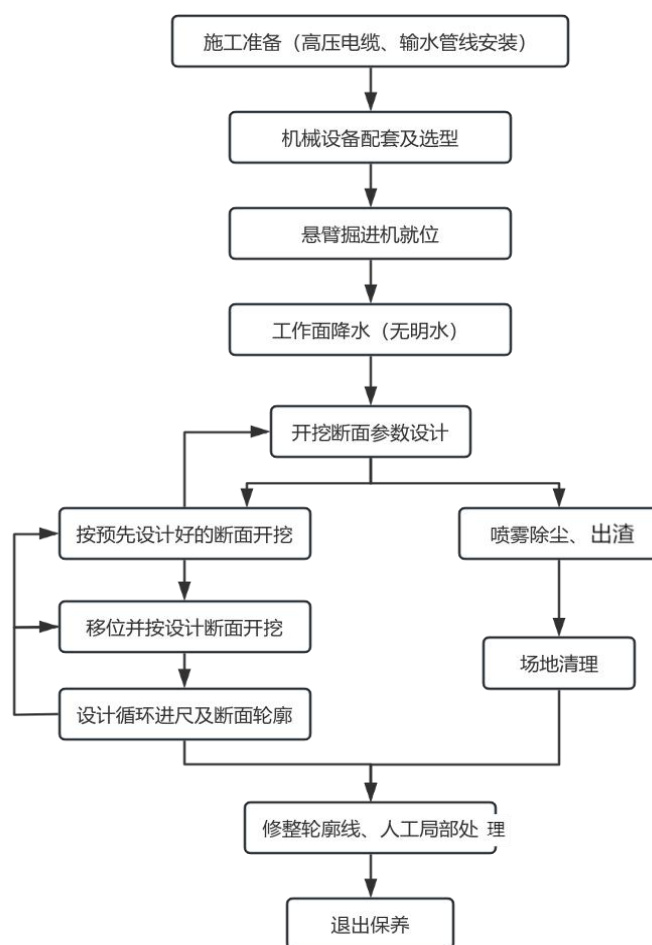 施工准备（高压电缆、输水管线安装）
机械设备配套及选型
悬臂掘进机就位
工作面降水（无明水）
开挖断面参数设计
按预先设计好的断面开挖
喷雾除尘、出渣
移位并按设计断面开挖
场地清理
设计循环进尺及断面轮廓
修整轮廓线、人工局部处 理
退出保养